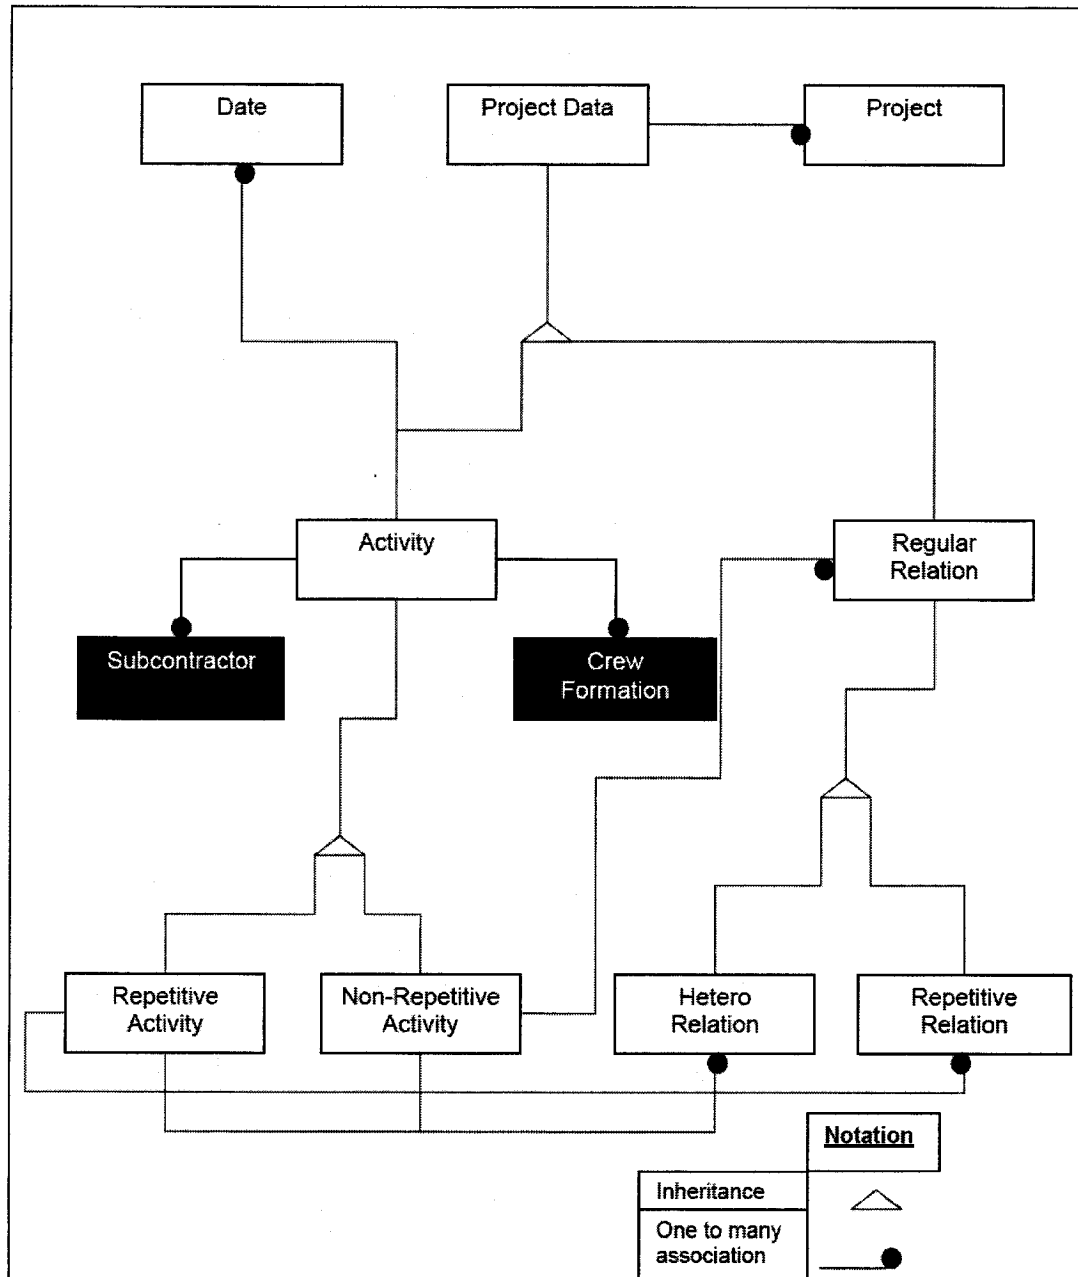 Date
Project Data
Project
Activity
Regular
Relation
Subcontractor
Crew
Formation
Repetitive
Activity
Non-Repetitive
Activity
Hetero
Relation
Repetitive
Relation
Notation
Inheritance
One to many
association